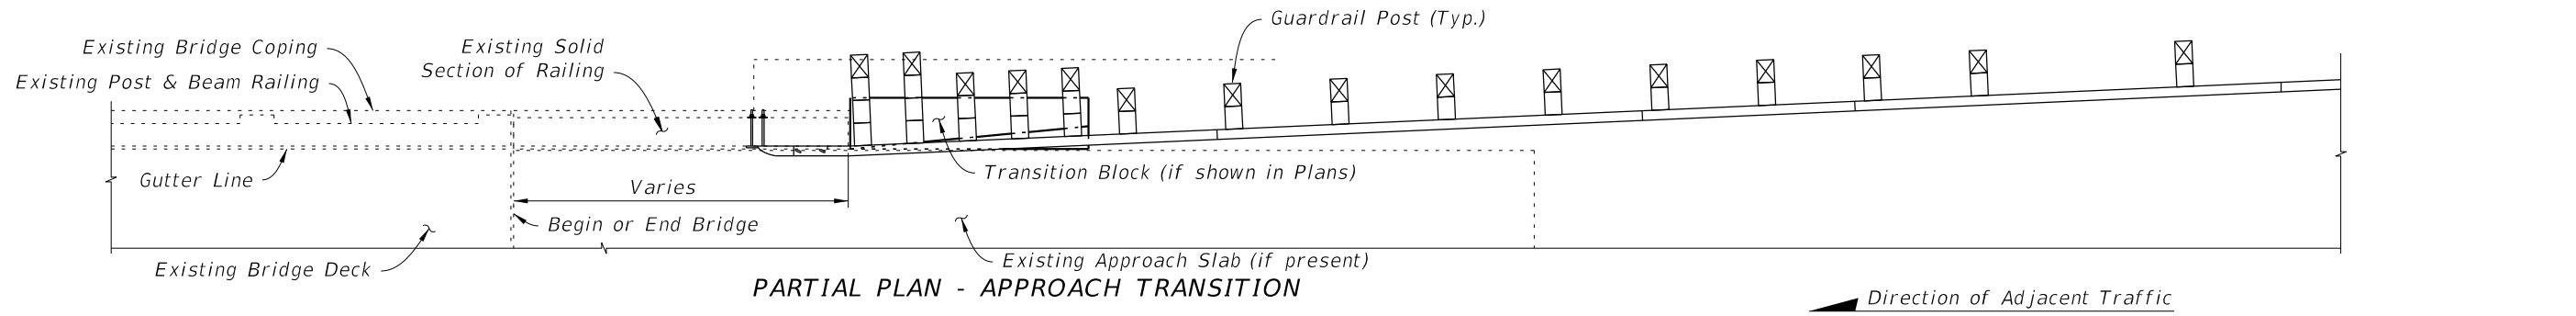 Guardrail Post (Typ.)
Existing Bridge Coping
Existing Solid
Section of Railing
Existing Post & Beam Railing
Transition Block (if shown in Plans)
Gutter Line
Varies
Begin or End Bridge
Existing Approach Slab (if present)
Existing Bridge Deck
PARTIAL PLAN - APPROACH TRANSITION
Direction of Adjacent Traffic